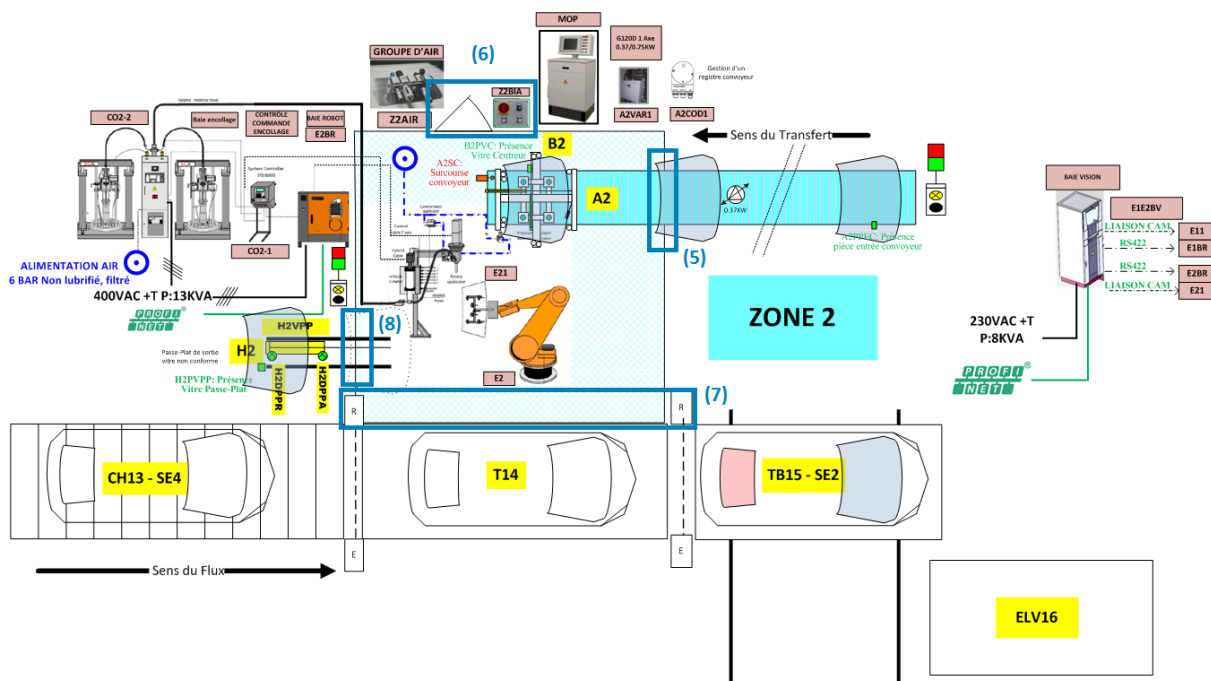 MOP
(6)
GROUPE D'AIR
G120D 1 Axe
0.37/0.75KW
Gestion d'un
registre convoyeur
Z2BIA
Z2AIR
A2VAR1
A2COD1
CO2-2
Baie encollage
CONTRÔLE
COMMANDE
ENCOLLAGE
BAIE ROBOT
E2BR
System Controller
SYS6000
CO2-1
ALIMENTATION AIR
6 BAR Non lubrifié, filtré
400VAC +T P:13KVA
PROFI
NET
B2PVC: Présence
Vitre Centreur
B2
A2SC:
Surcourse
convoyeur
A2
Sens du Transfert
0.37KW
(5)
A2PPEC: Présence
pièce entrée convoyeur
BAIE VISION
E1E2BV
LIAISON CAM
E11
RS422
E1BR
RS422
E2BR
LIAISON CAM
E21
230VAC +T
P:8KVA
PROFI
NET
ZONE 2
E21
E2
(8)
H2VPP
H2
Passe-Plat de sortie
vitre non conforme
H2PVPP: Présence
Vitre Passe-Plat
H2DPPR
H2DPPA
(7)
R
R
CH13 - SE4
T14
TB15 - SE2
E
E
Sens du Flux
ELV16